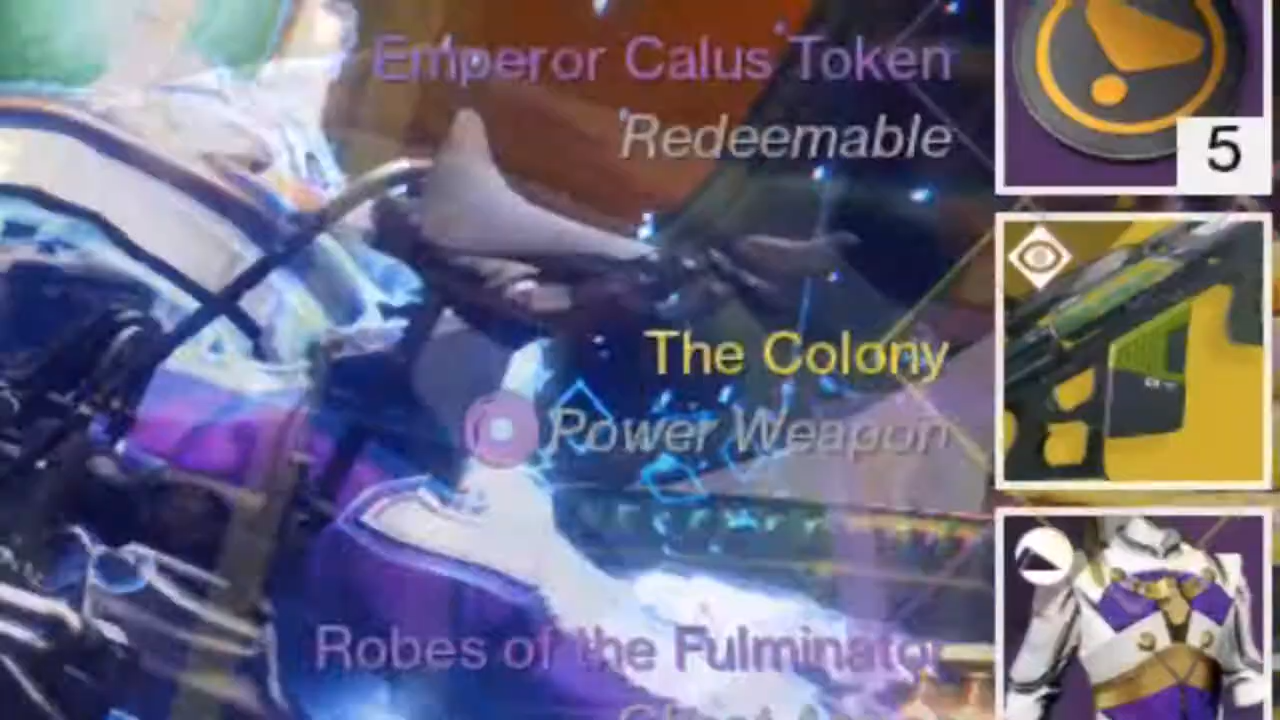 Emperor Calus Token
Redeemable
5
The Colony
Power Weapon
Robes of the Fulminator